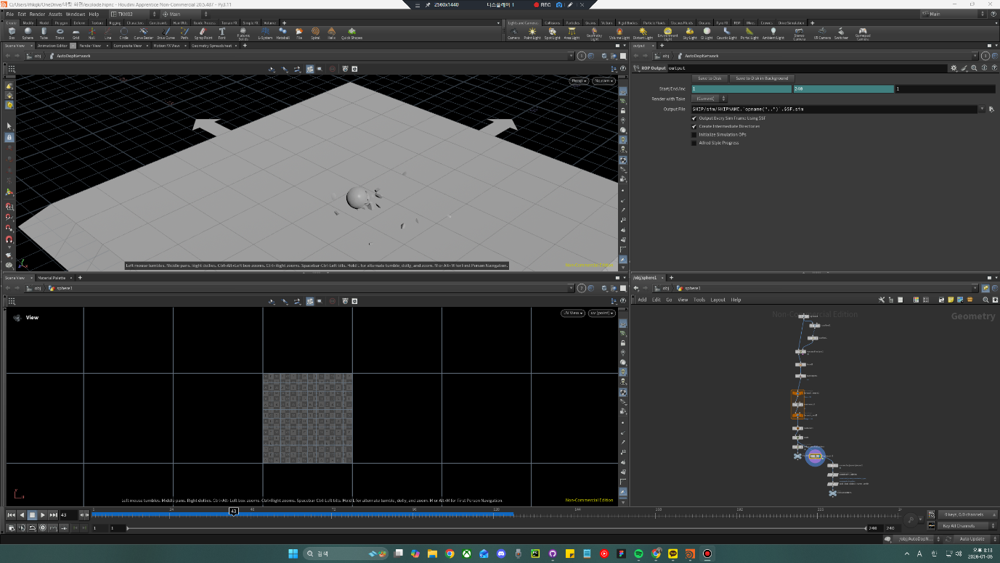 C:/Users/rhkgk/OneDrive/바탕 화면/explode.hipnc - Houdini Apprentice Non-Commercial 20.5.487 - Py3.11
2560x1440
디스플레이 1
REC
File Edit Render Assets Windows Help
TKM02
Main
Main
Create Modify Model Polygon Deform Texture Rigging Characters Constraints Hair Utils Guide Process Terrain FX Simple FX Volume
Lights and Cameras Collisions Particles Grains Vellum Rigid Bodies Particle Fluids Viscous Fluids Oceans Pyro FX FEM Wires Crowds Drive Simulation
Box Sphere Tube Torus Grid Null Line Circle Curve Bezier Draw Curve Path Spray Paint Font Platonic Solids L-System File Spiral Helix Quick Shapes
Camera Point Light Spot Light Area Light Geometry Light Volume Light Distant Light Environment Light Sky Light GI Light Caustic Light Portal Light Ambient Light Stereo Camera VR Camera Switcher Gamepad Camera
Scene View Animation Editor Render View Composite View Motion FX View Geometry Spreadsheet
output
obj AutoDopNetwork
obj AutoDopNetwork
ROP Output output
Save to Disk Save to Disk in Background
Start/End/Inc 1 240 1
Render with Take (Current)
Output File $HIP/sim/$HIPNAME.`opname("..")`.$SF.sim
Output Every Sim Frame Using $SF
Create Intermediate Directories
Initialize Simulation OPs
Alfred Style Progress
Persp No cam
Left mouse tumbles. Middle pans. Right dollies. Ctrl+Alt+Left box-zooms. Ctrl+Right zooms. Spacebar-Ctrl-Left tilts. Hold L for alternate tumble, dolly, and zoom. M or Alt+M for First Person Navigation.
Non-Commercial Edition
Scene View Material Palette
/obj/sphere1
obj sphere1
obj sphere1
Add Edit Go View Tools Layout Help
View
UV View uv (point)
Non-Commercial Edition
Geometry
Left mouse pans. Right dollies. Ctrl+Alt+Left box-zooms. Ctrl+Right zooms. Spacebar-Ctrl-Left tilts. Hold L for alternate tumble, dolly, and zoom. M or Alt+M for First Person Navigation.
Non-Commercial Edition
43
1 24 43 48 72 96 120 144 168 192 216
0 keys, 0/0 channels
1 1 240 240
Key All Channels
/obj/AutoDopN...
Auto Update
검색
A
오후 8:13
2026-01-06